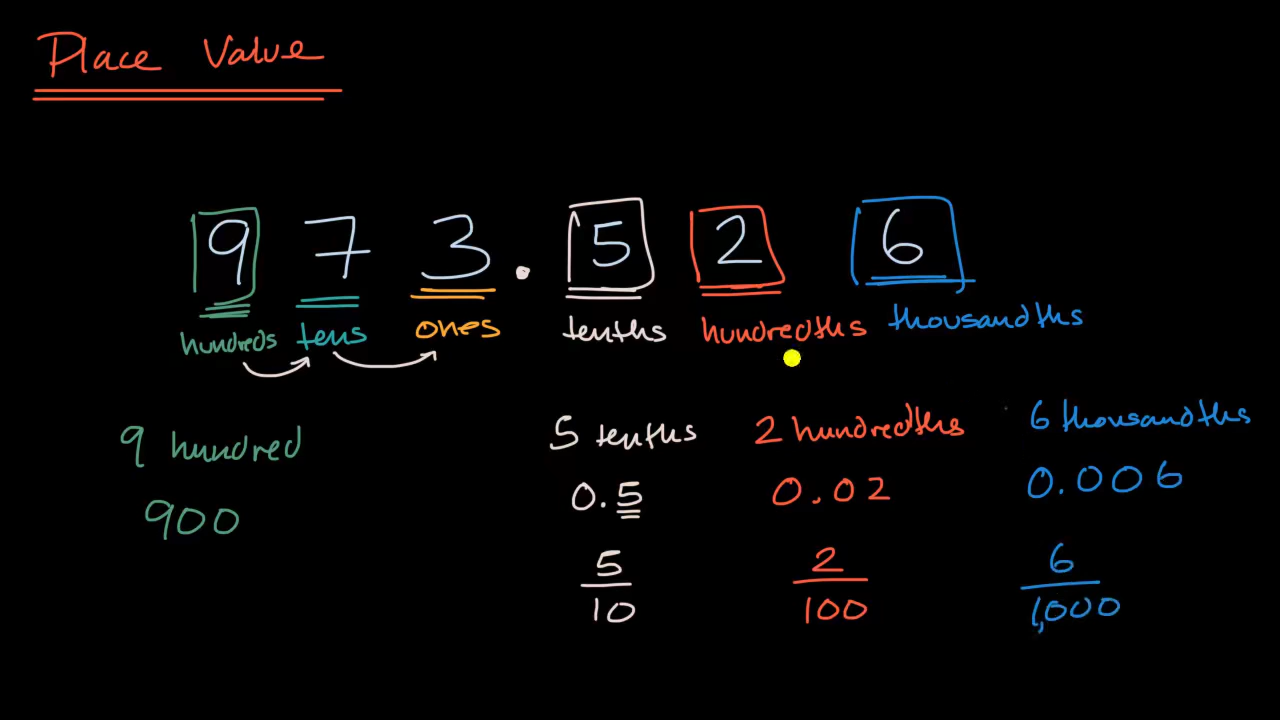 Place Value
9 7 3 . 5 2 6
hundreds tens ones tenths hundredths thousandths
9 hundred 5 tenths 2 hundredths 6 thousandths
900 0.5 0.02 0.006
5/10 2/100 6/1,000